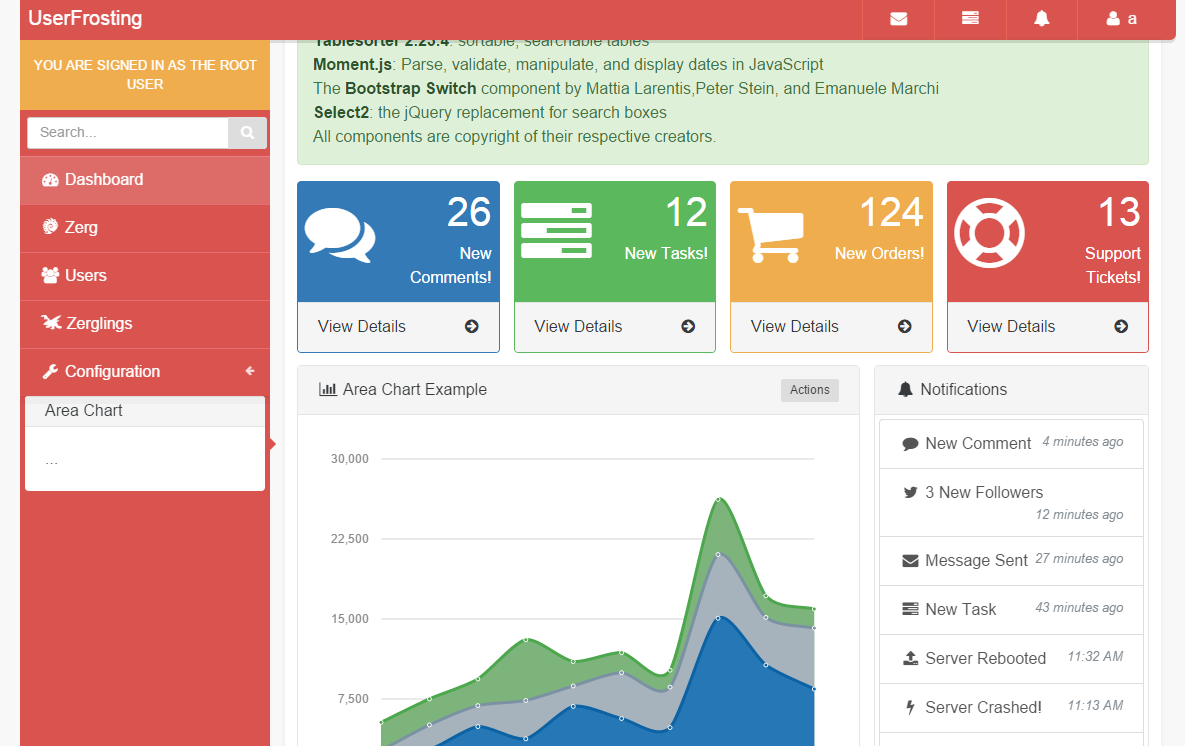 UserFrosting
a
YOU ARE SIGNED IN AS THE ROOT
USER
Search...
Dashboard
Zerg
Users
Zerglings
Configuration
Area Chart
...
Tablesorter 2.23.4: sortable, searchable tables
Moment.js: Parse, validate, manipulate, and display dates in JavaScript
The Bootstrap Switch component by Mattia Larentis,Peter Stein, and Emanuele Marchi
Select2: the jQuery replacement for search boxes
All components are copyright of their respective creators.
26
New
Comments!
View Details
12
New Tasks!
View Details
124
New Orders!
View Details
13
Support
Tickets!
View Details
Area Chart Example
Actions
30,000
22,500
15,000
7,500
Notifications
New Comment 4 minutes ago
3 New Followers
12 minutes ago
Message Sent 27 minutes ago
New Task 43 minutes ago
Server Rebooted 11:32 AM
Server Crashed! 11:13 AM